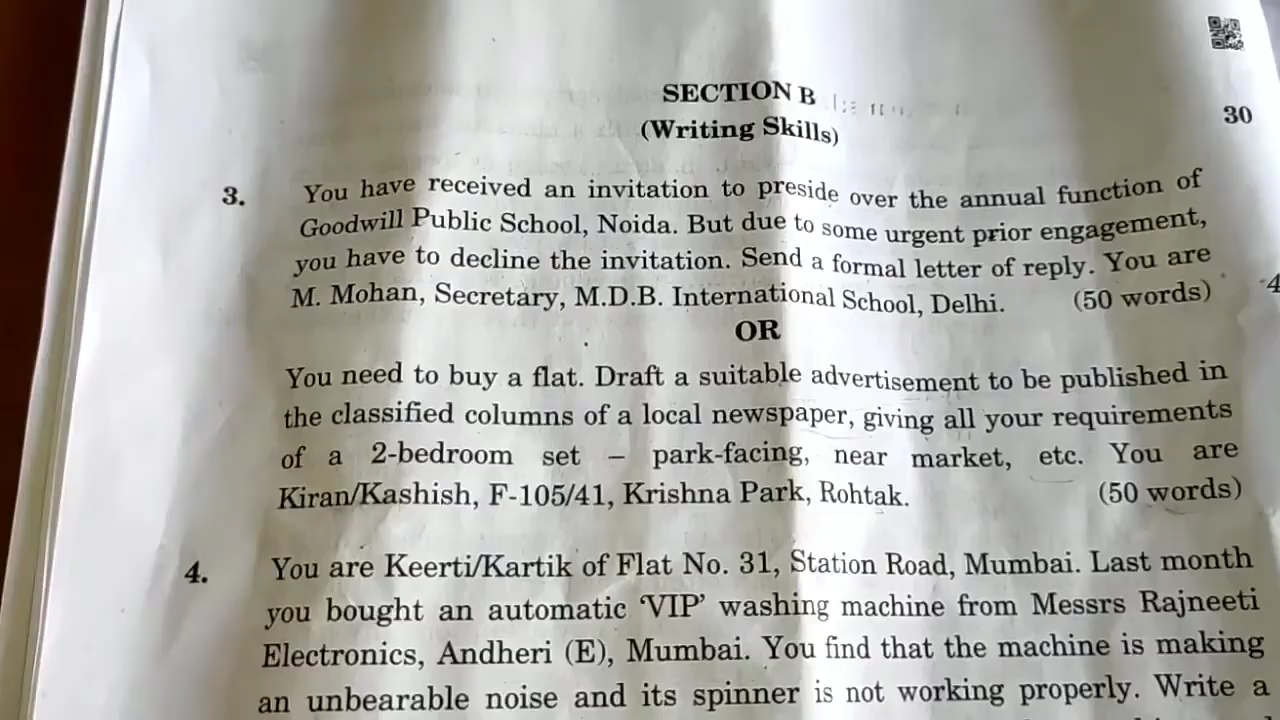 SECTION B
(Writing Skills)
30
3. You have received an invitation to preside over the annual function of
Goodwill Public School, Noida. But due to some urgent prior engagement,
you have to decline the invitation. Send a formal letter of reply. You are
M. Mohan, Secretary, M.D.B. International School, Delhi. (50 words)
4
OR
You need to buy a flat. Draft a suitable advertisement to be published in
the classified columns of a local newspaper, giving all your requirements
of a 2-bedroom set – park-facing, near market, etc. You are
Kiran/Kashish, F-105/41, Krishna Park, Rohtak. (50 words)
4. You are Keerti/Kartik of Flat No. 31, Station Road, Mumbai. Last month
you bought an automatic ‘VIP’ washing machine from Messrs Rajneeti
Electronics, Andheri (E), Mumbai. You find that the machine is making
an unbearable noise and its spinner is not working properly. Write a